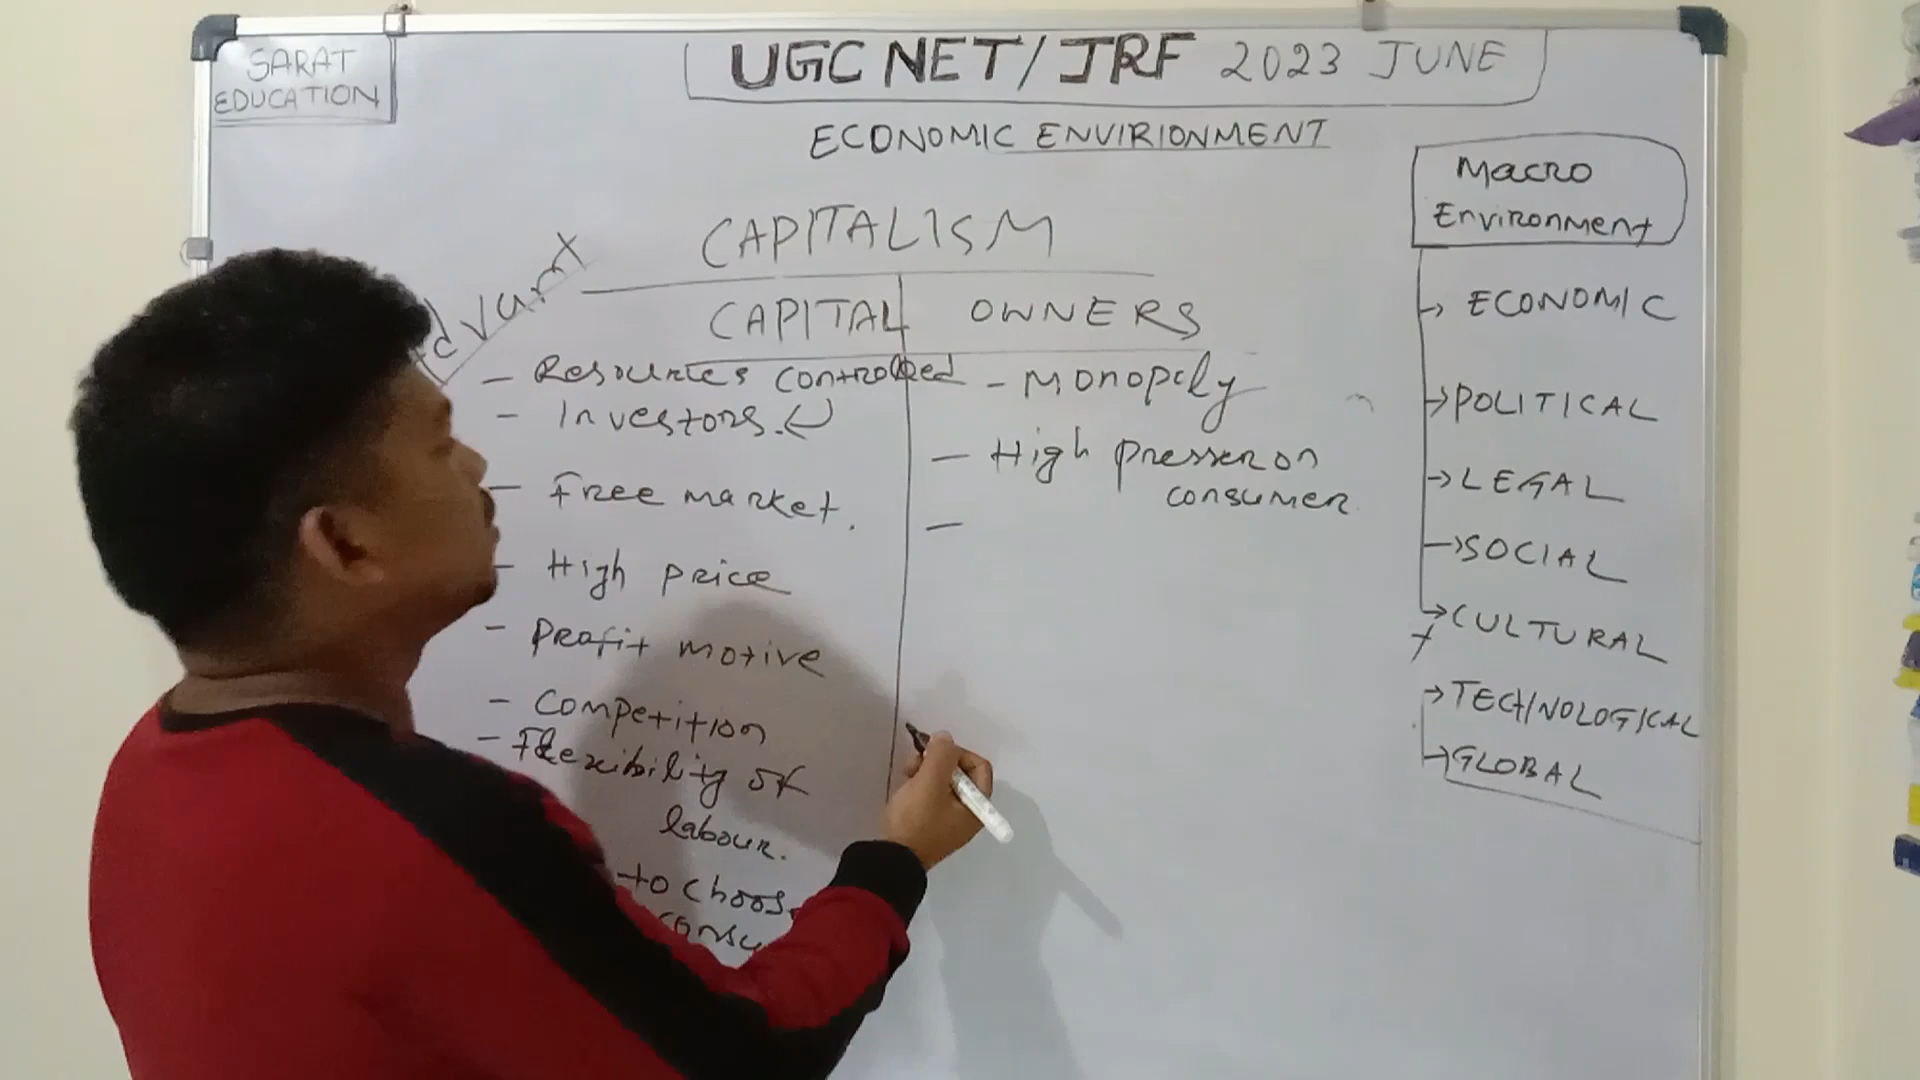 SARAT
EDUCATION
UGC NET/JRF 2023 JUNE
ECONOMIC ENVIRIONMENT
CAPITALISM
CAPITAL OWNERS
- Resources controlled
- Investors.
- Free market.
- High price
- Profit motive
- Competition
- Flexibility of
labour.
to choose
- Monopoly
- High presser on
consumer
-
Macro
Environment
→ ECONOMIC
→ POLITICAL
→ LEGAL
→ SOCIAL
→ CULTURAL
→ TECHNOLOGICAL
→ GLOBAL